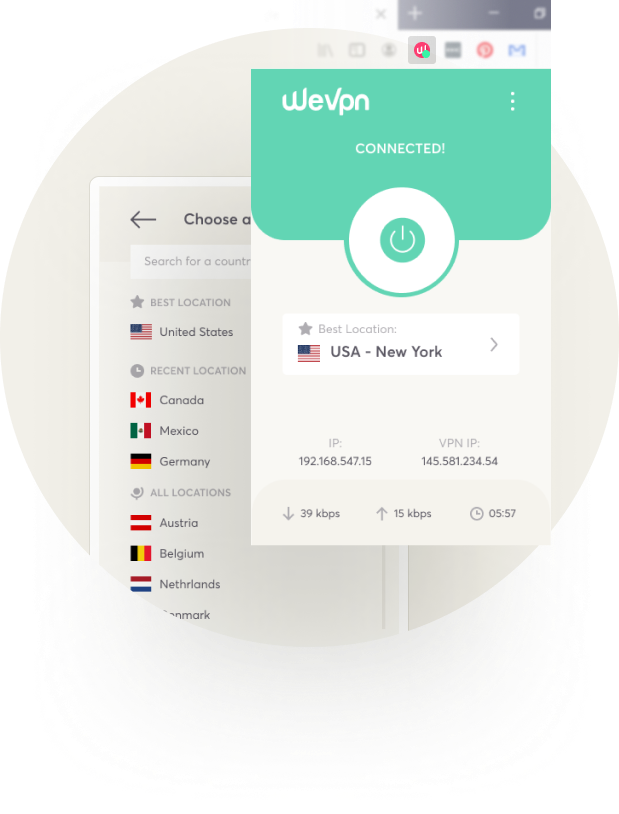 WeVpn
CONNECTED!
Best Location:
USA - New York
IP:
VPN IP:
192.168.547.15
145.581.234.54
39 kbps
15 kbps
05:57
Choose a
Search for a countr
BEST LOCATION
United States
RECENT LOCATION
Canada
Mexico
Germany
ALL LOCATIONS
Austria
Belgium
Nethrlands
enmark